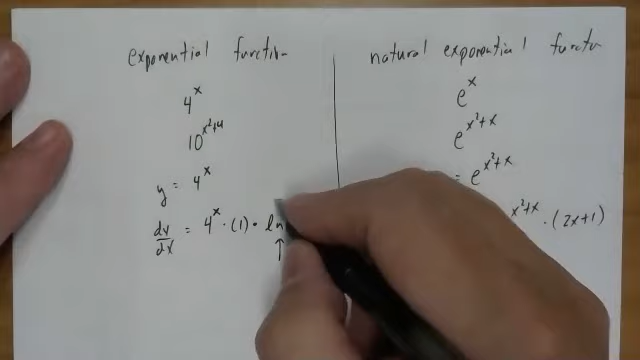 exponential function
4^x
10^(x²+4)
y = 4^x
dy/dx = 4^x · (1) · ln
↑
natural exponential functn
e^x
e^(x²+x)
= e^(x²+x)
x²+x · (2x+1)